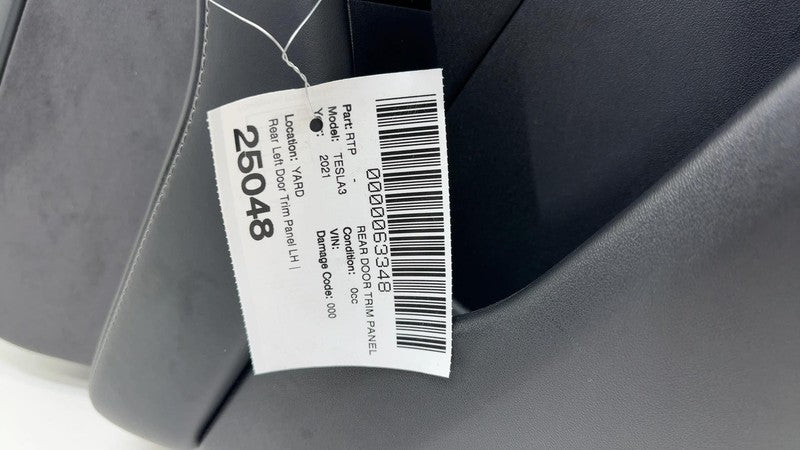 0000063348
Part: RTP - REAR DOOR TRIM PANEL
Model: TESLA3 Condition: 0cc
2021 VIN:
Damage Code: 000
Location: YARD
Rear Left Door Trim Panel LH |
25048